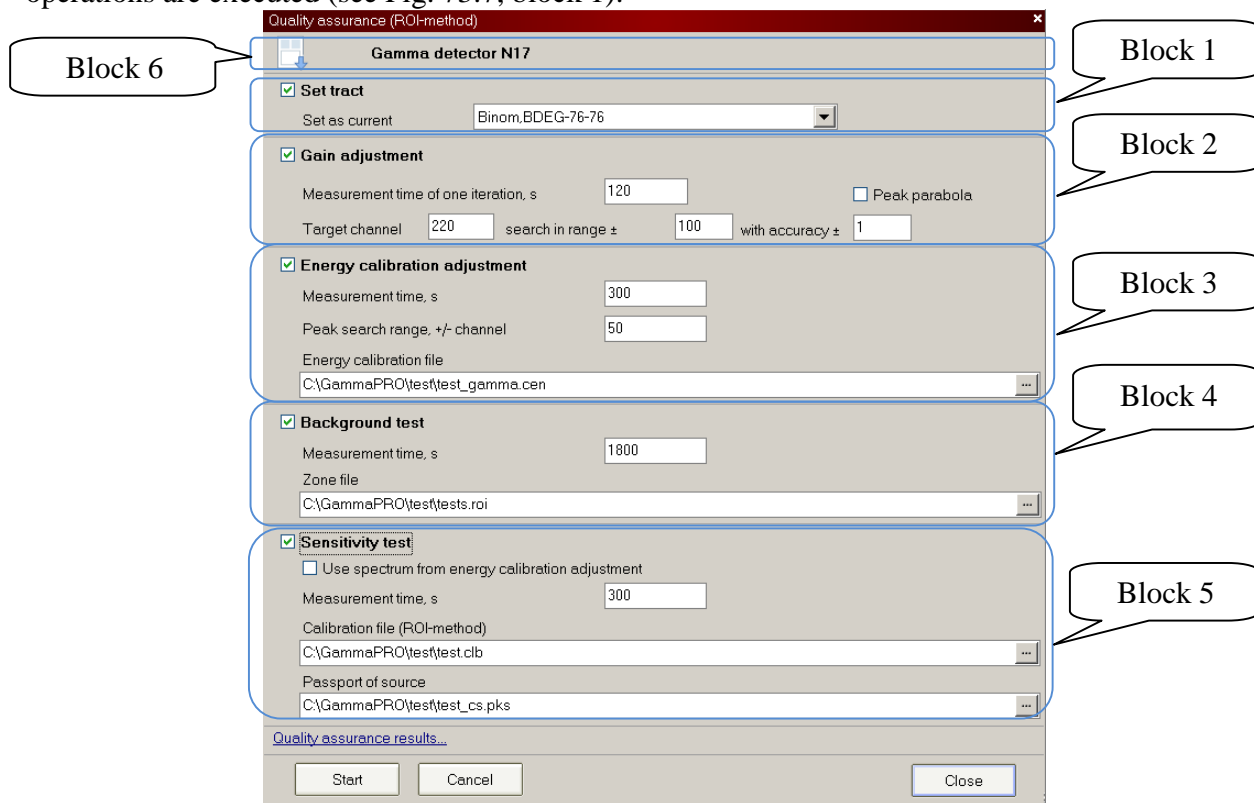 operations are executed (see Fig. 73.7, block 1).
Quality assurance (ROI-method)
×
Gamma detector N17
Block 6
Block 1
Set tract
Set as current Binom,BDEG-76-76
Block 2
Gain adjustment
Measurement time of one iteration, s 120 Peak parabola
Target channel 220 search in range ± 100 with accuracy ± 1
Block 3
Energy calibration adjustment
Measurement time, s 300
Peak search range, +/- channel 50
Energy calibration file
C:\GammaPRO\test\test_gamma.cen ...
Block 4
Background test
Measurement time, s 1800
Zone file
C:\GammaPRO\test\tests.roi ...
Block 5
Sensitivity test
Use spectrum from energy calibration adjustment
Measurement time, s 300
Calibration file (ROI-method)
C:\GammaPRO\test\test.clb ...
Passport of source
C:\GammaPRO\test\test_cs.pks ...
Quality assurance results...
Start Cancel Close